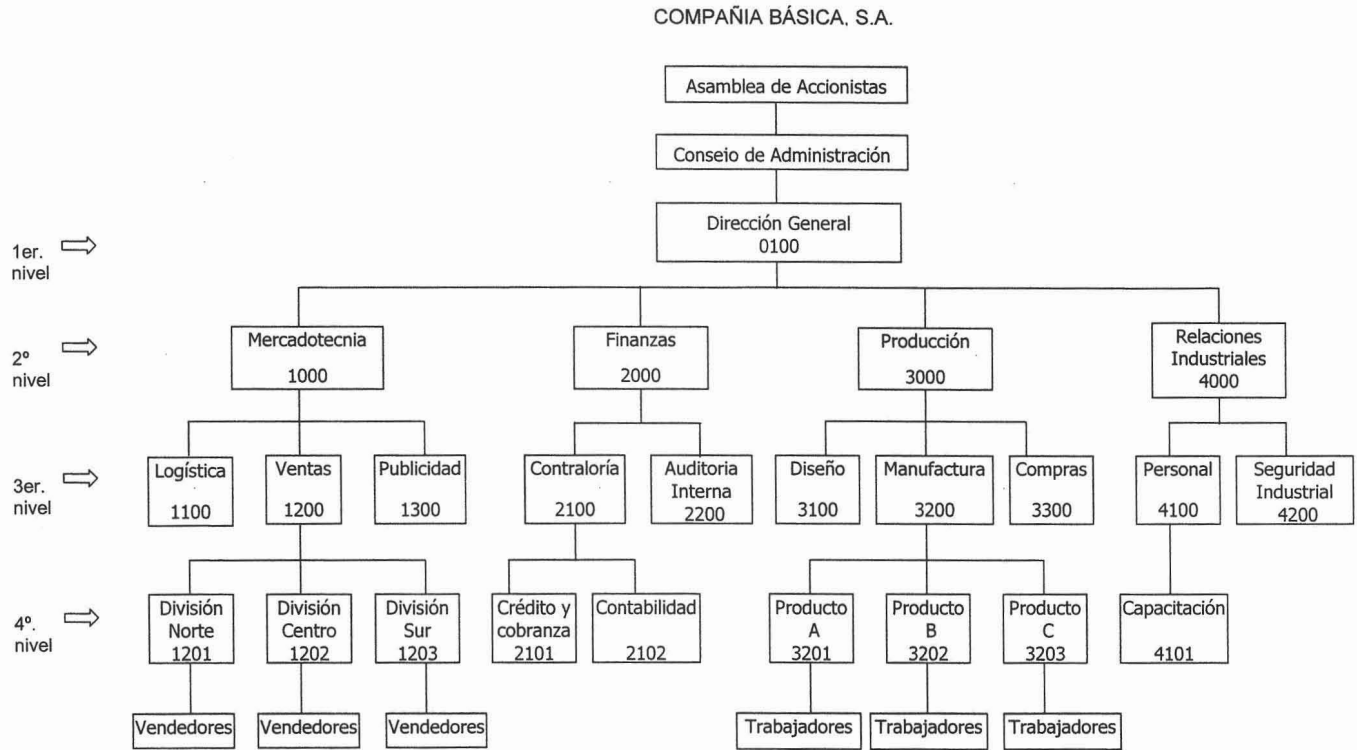 COMPAÑIA BÁSICA, S.A.
Asamblea de Accionistas
Consejo de Administración
Dirección General
0100
1er.
nivel
Mercadotecnia
1000
Finanzas
2000
Producción
3000
Relaciones
Industriales
4000
2º
nivel
Logística
1100
Ventas
1200
Publicidad
1300
Contraloría
2100
Auditoria
Interna
2200
Diseño
3100
Manufactura
3200
Compras
3300
Personal
4100
Seguridad
Industrial
4200
3er.
nivel
División
Norte
1201
División
Centro
1202
División
Sur
1203
Crédito y
cobranza
2101
Contabilidad
2102
Producto
A
3201
Producto
B
3202
Producto
C
3203
Capacitación
4101
4º.
nivel
Vendedores
Vendedores
Vendedores
Trabajadores
Trabajadores
Trabajadores